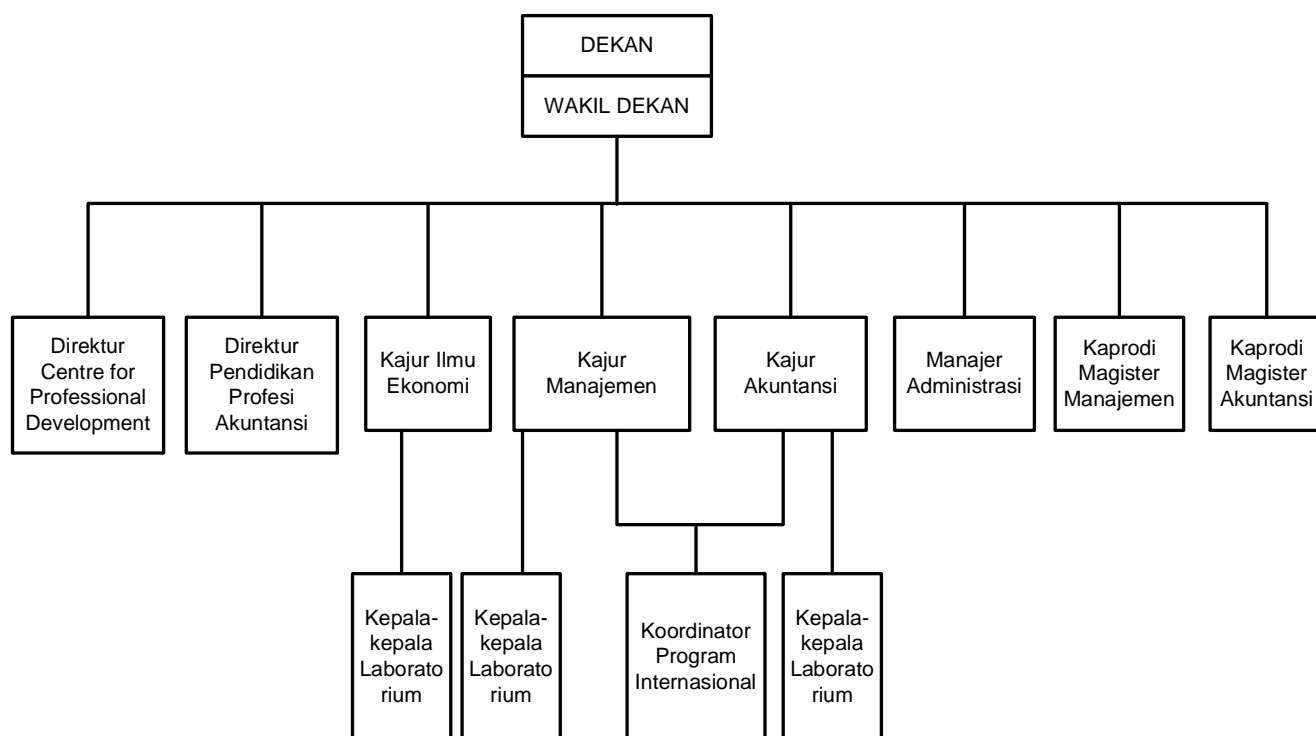 DEKAN
WAKIL DEKAN
Direktur
Centre for
Professional
Development
Direktur
Pendidikan
Profesi
Akuntansi
Kajur Ilmu
Ekonomi
Kajur
Manajemen
Kajur
Akuntansi
Manajer
Administrasi
Kaprodi
Magister
Manajemen
Kaprodi
Magister
Akuntansi
Kepala-
kepala
Laborato
rium
Kepala-
kepala
Laborato
rium
Koordinator
Program
Internasional
Kepala-
kepala
Laborato
rium